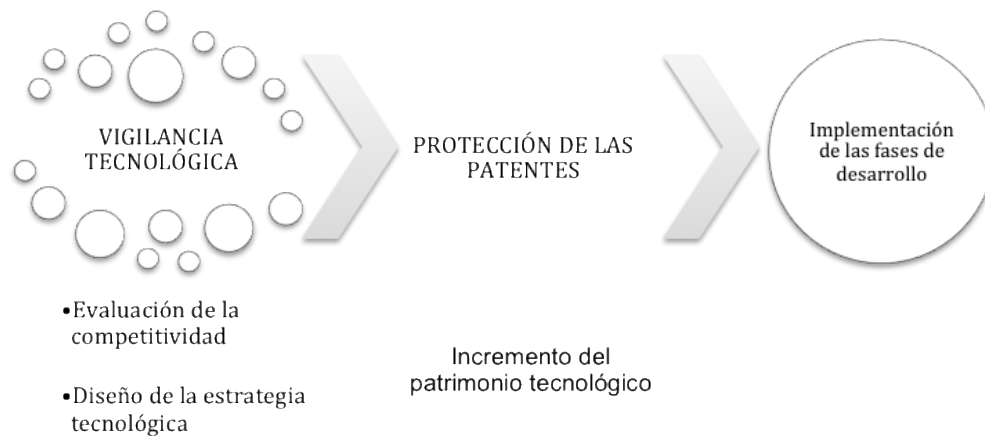 VIGILANCIA
TECNOLÓGICA
PROTECCIÓN DE LAS
PATENTES
Implementación
de las fases de
desarrollo
•Evaluación de la
competitividad
•Diseño de la estrategia
tecnológica
Incremento del
patrimonio tecnológico